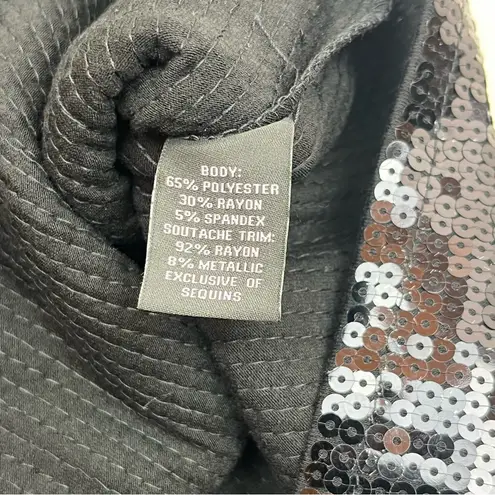 BODY:
65% POLYESTER
30% RAYON
5% SPANDEX
SOUTACHE TRIM:
92% RAYON
8% METALLIC
EXCLUSIVE OF
SEQUINS